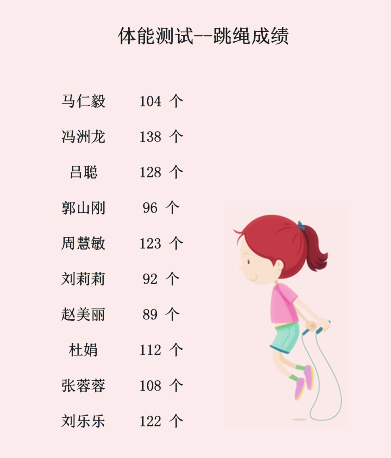 体能测试--跳绳成绩
马仁毅 104 个
冯洲龙 138 个
吕聪 128 个
郭山刚 96 个
周慧敏 123 个
刘莉莉 92 个
赵美丽 89 个
杜娟 112 个
张蓉蓉 108 个
刘乐乐 122 个